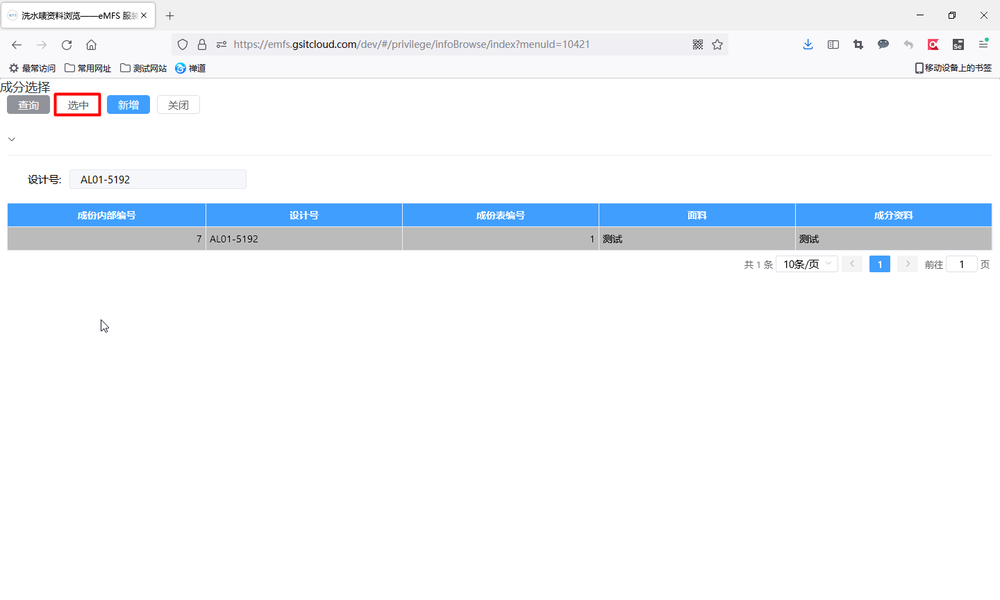 洗水唛资料浏览——eMFS 服装
https://emfs.gsitcloud.com/dev/#/privilege/infoBrowse/index?menuId=10421
最常访问 常用网址 测试网站 禅道 移动设备上的书签
成分选择
查询 选中 新增 关闭
设计号: AL01-5192
成份内部编号 设计号 成份表编号 面料 成分资料
7 AL01-5192 1 测试 测试
共 1 条 10条/页 1 前往 1 页